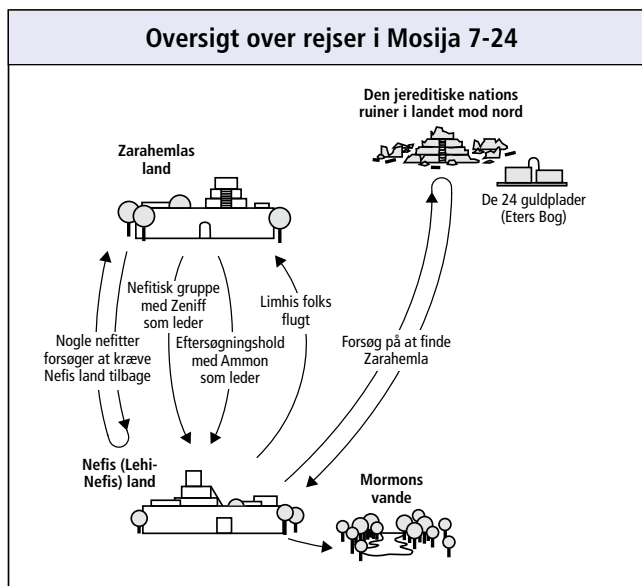 Oversigt over rejser i Mosija 7-24
Den jereditiske nations
ruiner i landet mod nord
Zarahemlas
land
De 24 guldplader
(Eters Bog)
Nefitisk gruppe
med Zeniff
som leder
Limhis folks
flugt
Nogle nefitter
forsøger at kræve
Nefis land tilbage
Eftersøgningshold
med Ammon
som leder
Forsøg på at finde
Zarahemla
Nefis (Lehi-
Nefis) land
Mormons
vande